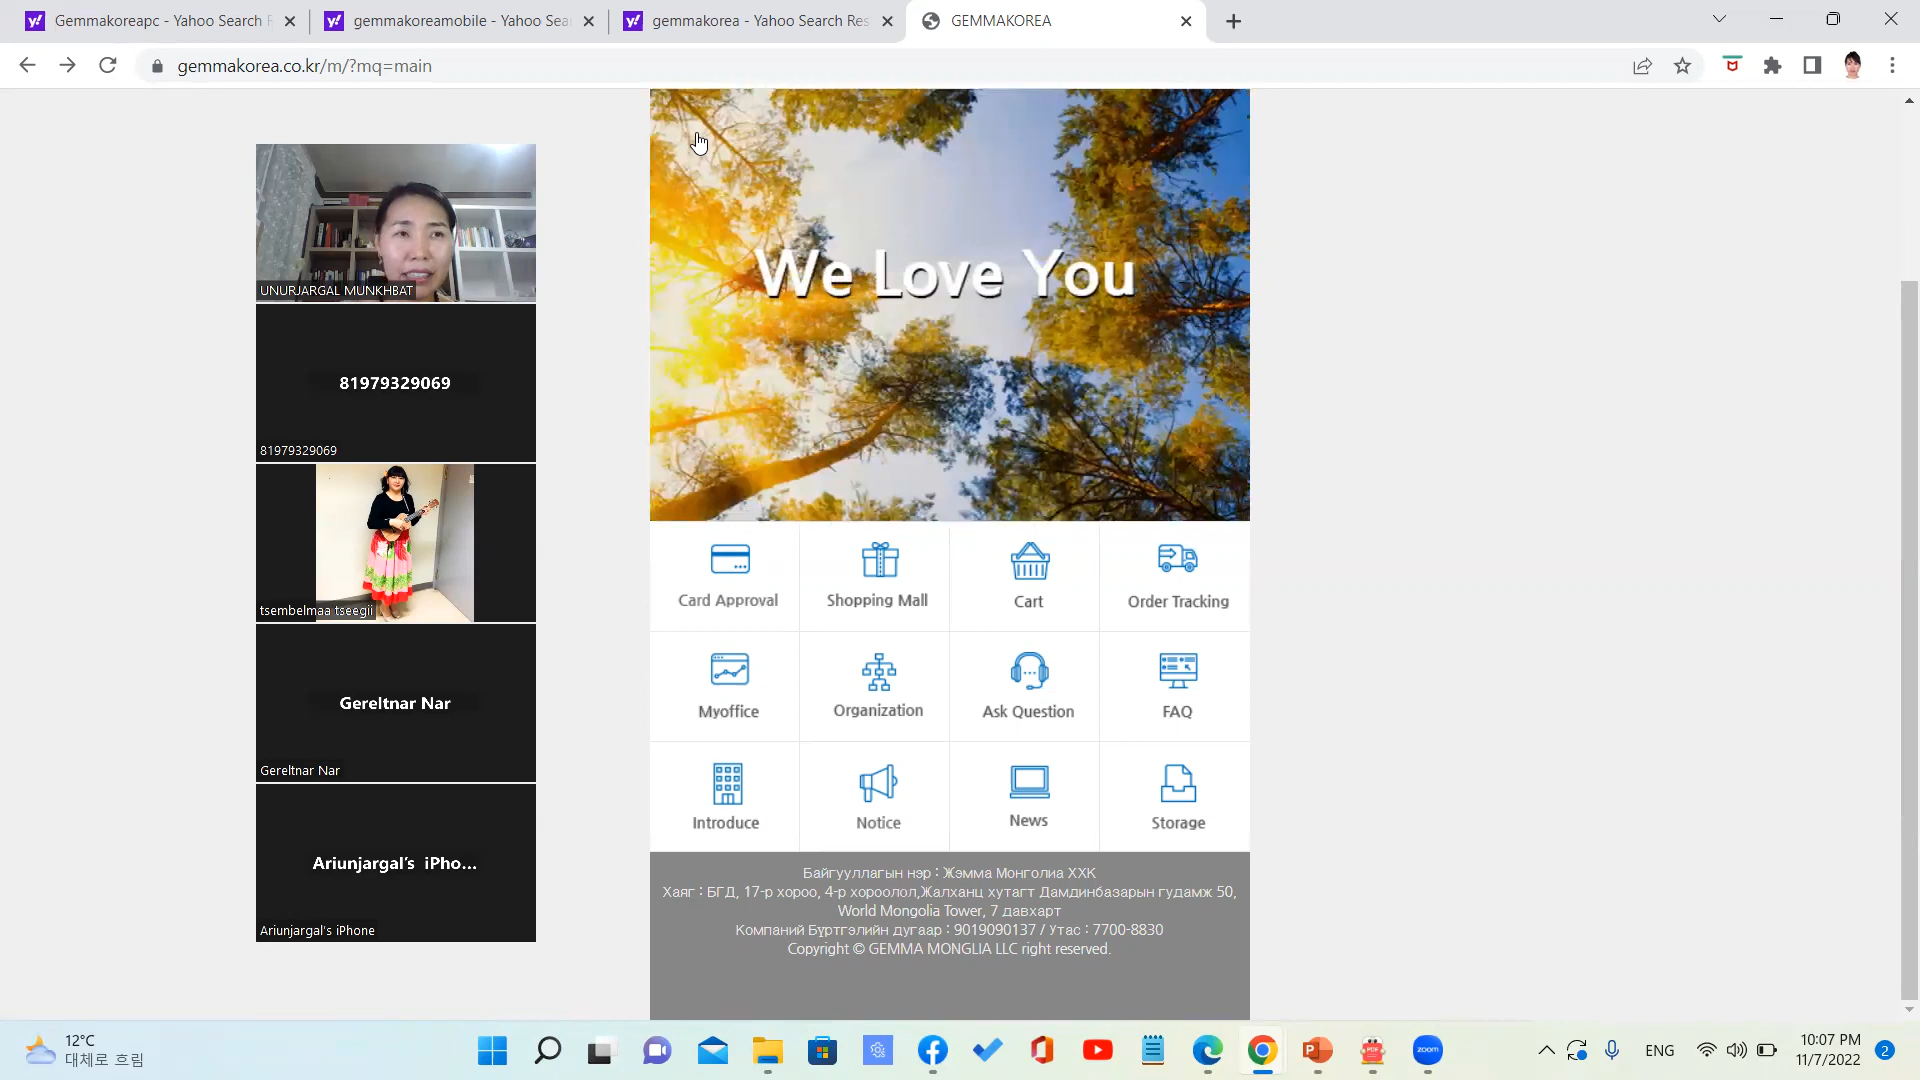 Gemmakoreapc - Yahoo Search R
gemmakoreamobile - Yahoo Sea
gemmakorea - Yahoo Search Res
GEMMAKOREA
gemmakorea.co.kr/m/?mq=main
UNURJARGAL MUNKHBAT
81979329069
81979329069
tsembelmaa tseegii
Gereltnar Nar
Gereltnar Nar
Ariunjargal's iPho...
Ariunjargal's iPhone
We Love You
Card Approval
Shopping Mall
Cart
Order Tracking
Myoffice
Organization
Ask Question
FAQ
Introduce
Notice
News
Storage
Байгууллагын нэр : Жэмма Монголиа ХХК
Хаяг : БГД, 17-р хороо, 4-р хороолол,Жалханц хутагт Дамдинбазарын гудамж 50,
World Mongolia Tower, 7 давхарт
Компаний Бүртгэлийн дугаар : 9019090137 / Утас : 7700-8830
Copyright © GEMMA MONGLIA LLC right reserved.
12°C
대체로 흐림
zoom
ENG
10:07 PM
11/7/2022
2